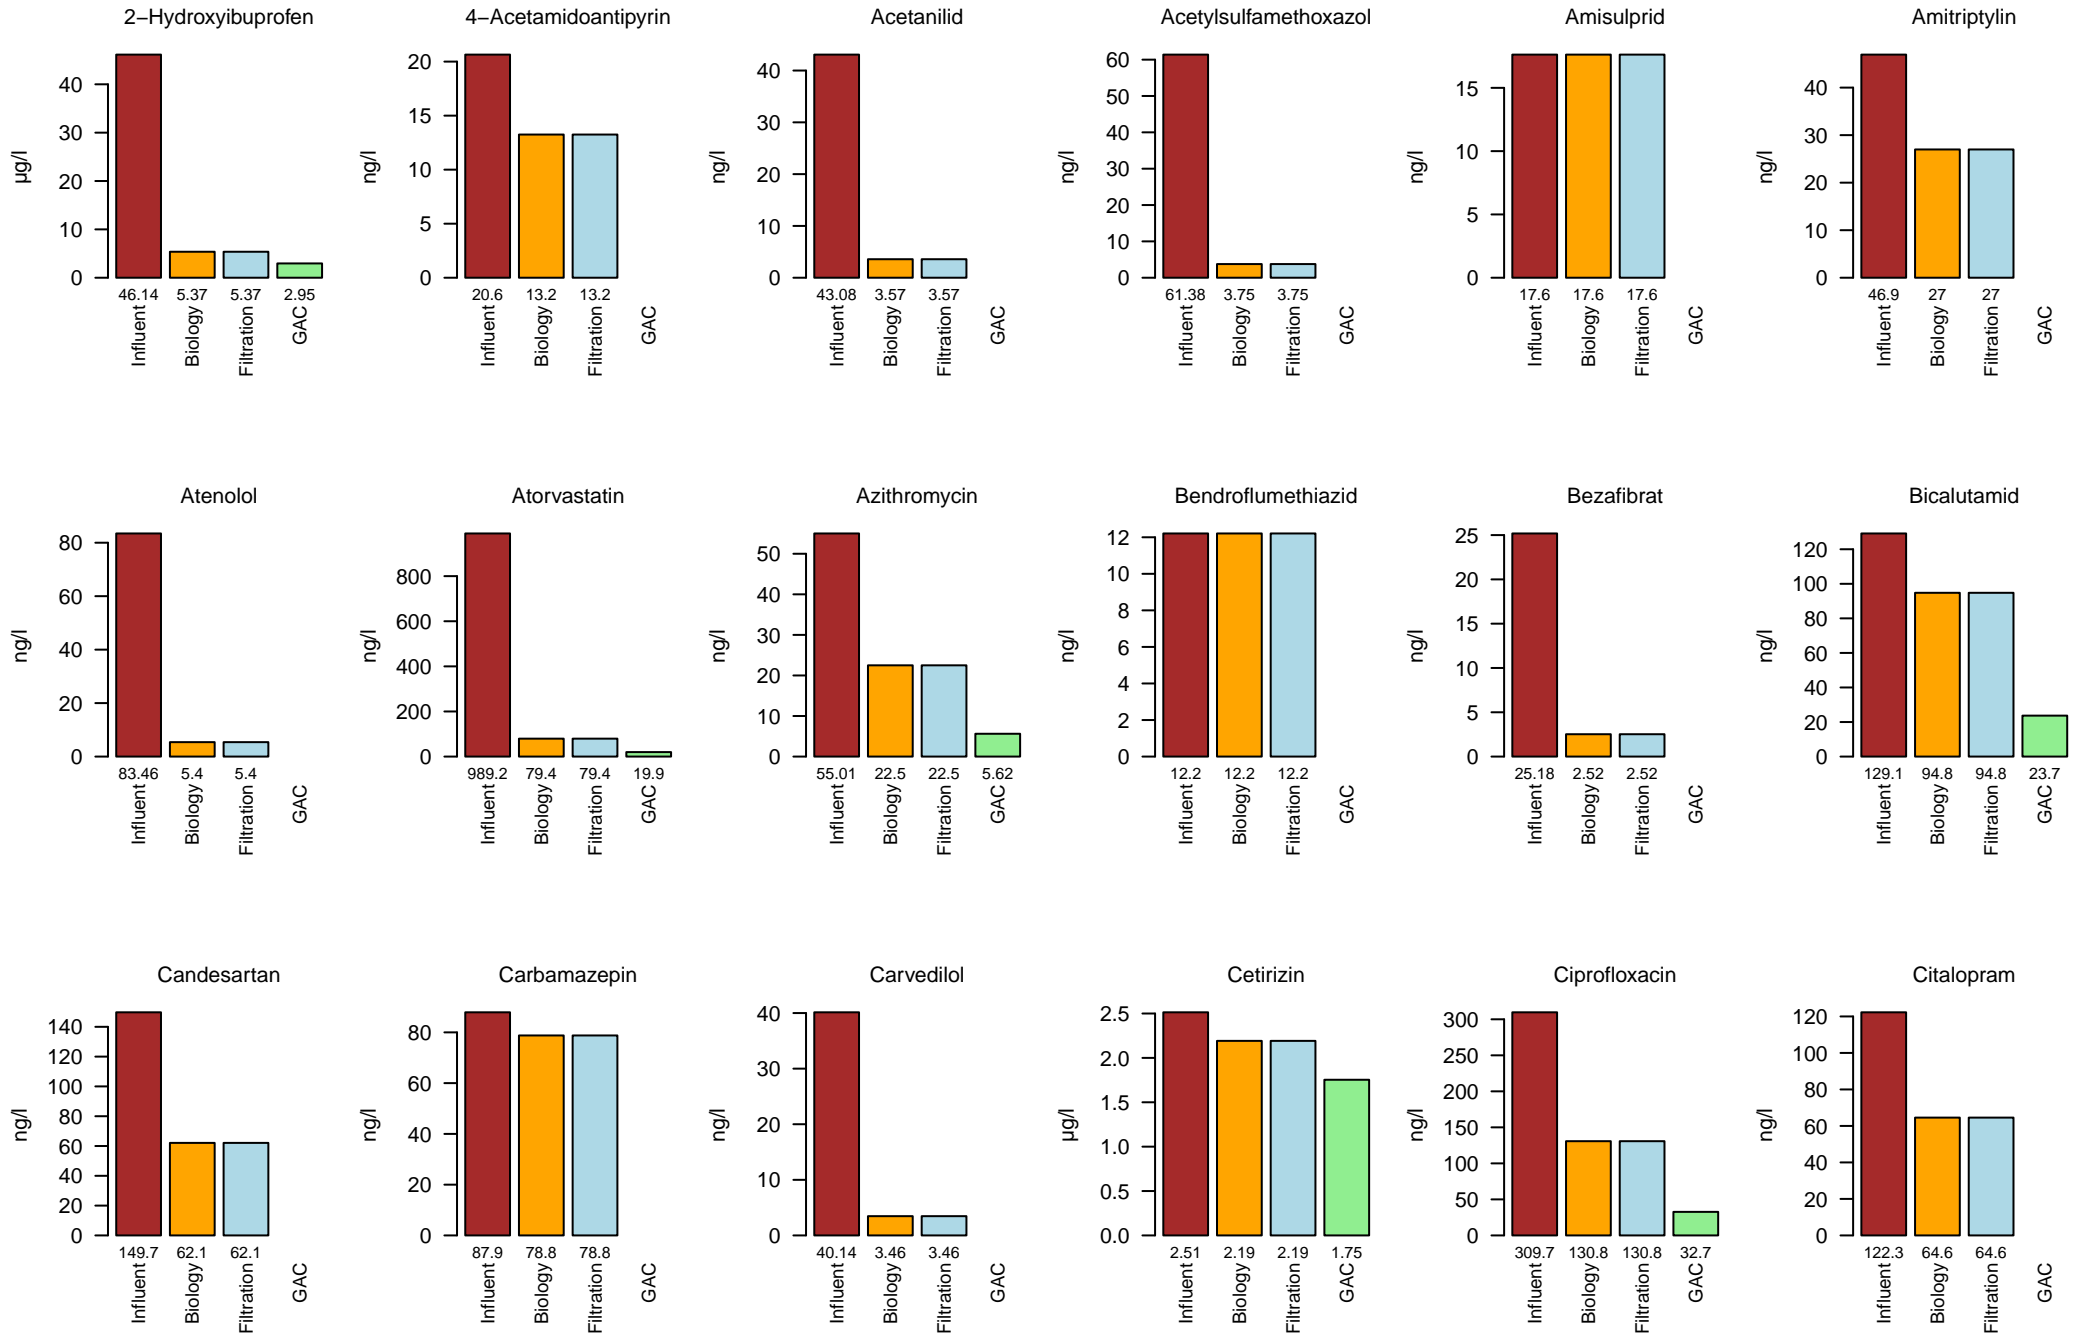 2−Hydroxyibuprofen
µg/l
40
30
20
10
0
46.14 5.37 5.37 2.95
Influent Biology Filtration GAC
4−Acetamidoantipyrin
ng/l
20
15
10
5
0
20.6 13.2 13.2
Influent Biology Filtration GAC
Acetanilid
ng/l
40
30
20
10
0
43.08 3.57 3.57
Influent Biology Filtration GAC
Acetylsulfamethoxazol
ng/l
60
50
40
30
20
10
0
61.38 3.75 3.75
Influent Biology Filtration GAC
Amisulprid
ng/l
15
10
5
0
17.6 17.6 17.6
Influent Biology Filtration GAC
Amitriptylin
ng/l
40
30
20
10
0
46.9 27 27
Influent Biology Filtration GAC
Atenolol
ng/l
80
60
40
20
0
83.46 5.4 5.4
Influent Biology Filtration GAC
Atorvastatin
ng/l
800
600
400
200
0
989.2 79.4 79.4 19.9
Influent Biology Filtration GAC
Azithromycin
ng/l
50
40
30
20
10
0
55.01 22.5 22.5 5.62
Influent Biology Filtration GAC
Bendroflumethiazid
ng/l
12
10
8
6
4
2
0
12.2 12.2 12.2
Influent Biology Filtration GAC
Bezafibrat
ng/l
25
20
15
10
5
0
25.18 2.52 2.52
Influent Biology Filtration GAC
Bicalutamid
ng/l
120
100
80
60
40
20
0
129.1 94.8 94.8 23.7
Influent Biology Filtration GAC
Candesartan
ng/l
140
120
100
80
60
40
20
0
149.7 62.1 62.1
Influent Biology Filtration GAC
Carbamazepin
ng/l
80
60
40
20
0
87.9 78.8 78.8
Influent Biology Filtration GAC
Carvedilol
ng/l
40
30
20
10
0
40.14 3.46 3.46
Influent Biology Filtration GAC
Cetirizin
µg/l
2.5
2.0
1.5
1.0
0.5
0.0
2.51 2.19 2.19 1.75
Influent Biology Filtration GAC
Ciprofloxacin
ng/l
300
250
200
150
100
50
0
309.7 130.8 130.8 32.7
Influent Biology Filtration GAC
Citalopram
ng/l
120
100
80
60
40
20
0
122.3 64.6 64.6
Influent Biology Filtration GAC